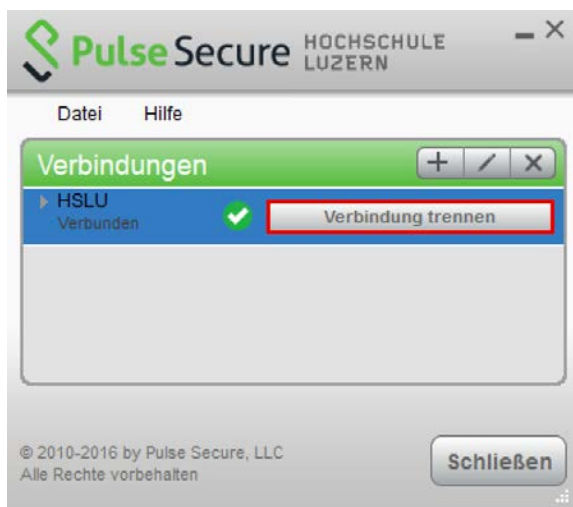 Pulse Secure
HOCHSCHULE
LUZERN
Datei Hilfe
Verbindungen
HSLU
Verbunden
Verbindung trennen
© 2010-2016 by Pulse Secure, LLC
Alle Rechte vorbehalten
Schließen